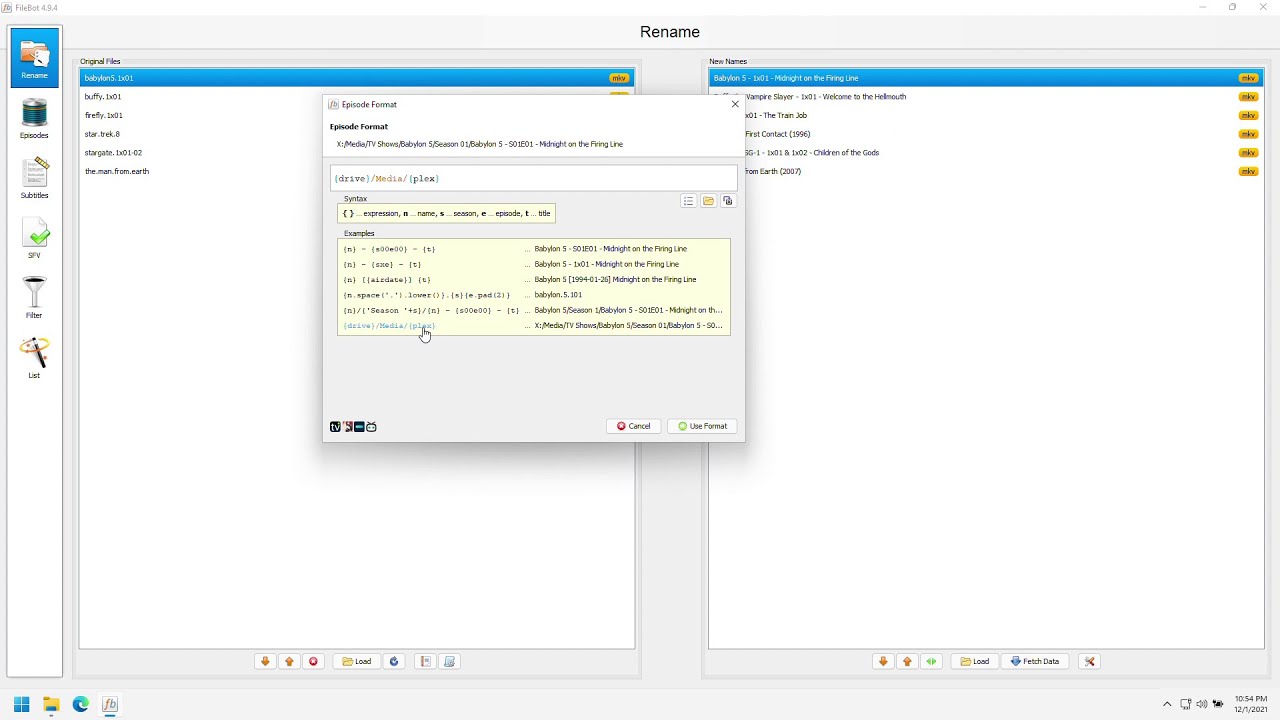 FileBot 4.9.4
Rename
Rename
Episodes
Subtitles
SFV
Filter
List
Original Files
babylon5.1x01 mkv
buffy.1x01
firefly.1x01
star.trek.8
stargate.1x01-02
the.man.from.earth
Load
Episode Format
Episode Format
X:/Media/TV Shows/Babylon 5/Season 01/Babylon 5 - S01E01 - Midnight on the Firing Line
{drive}/Media/{plex}
Syntax
{ } ... expression, n ... name, s ... season, e ... episode, t ... title
Examples
{n} - {s00e00} - {t} ... Babylon 5 - S01E01 - Midnight on the Firing Line
{n} - {sxe} - {t} ... Babylon 5 - 1x01 - Midnight on the Firing Line
{n} [{airdate}] {t} ... Babylon 5 [1994-01-26] Midnight on the Firing Line
{n.space('.').lower()}.{s}{e.pad(2)} ... babylon.5.101
{n}/{'Season '+s}/{n} - {s00e00} - {t} ... Babylon 5/Season 1/Babylon 5 - S01E01 - Midnight on th...
{drive}/Media/{plex} ... X:/Media/TV Shows/Babylon 5/Season 01/Babylon 5 - S0...
Cancel
Use Format
New Names
Babylon 5 - 1x01 - Midnight on the Firing Line mkv
Vampire Slayer - 1x01 - Welcome to the Hellmouth mkv
x01 - The Train Job mkv
First Contact (1996) mkv
SG-1 - 1x01 & 1x02 - Children of the Gods mkv
from Earth (2007) mkv
Load
Fetch Data
10:54 PM
12/1/2021